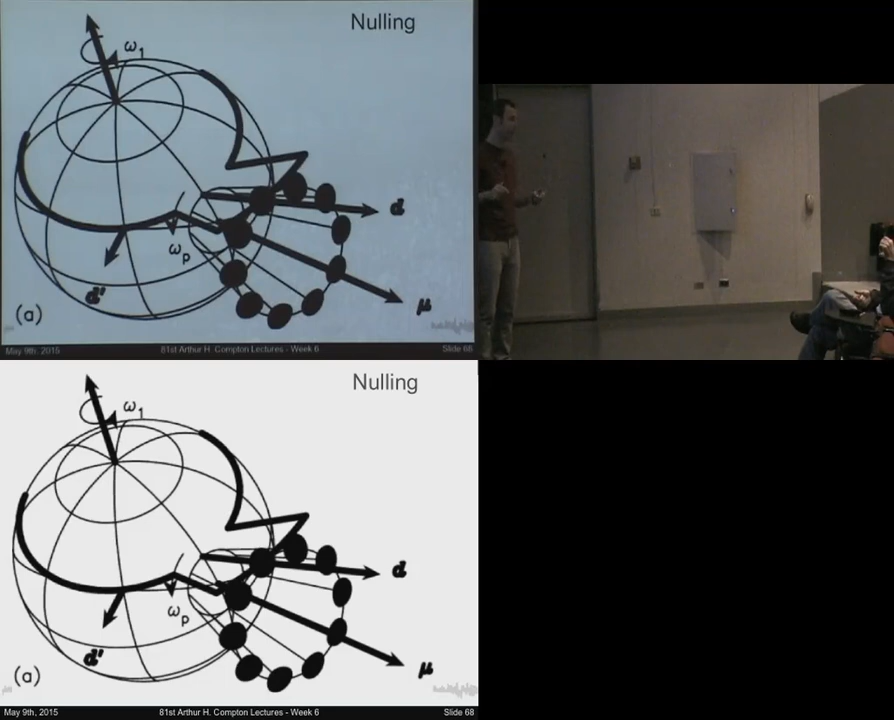 Nulling
ω1
d
ωp
d'
μ
(a)
May 9th, 2015 81st Arthur H. Compton Lectures - Week 6 Slide 68
Nulling
ω1
d
ωp
d'
μ
(a)
May 9th, 2015 81st Arthur H. Compton Lectures - Week 6 Slide 68